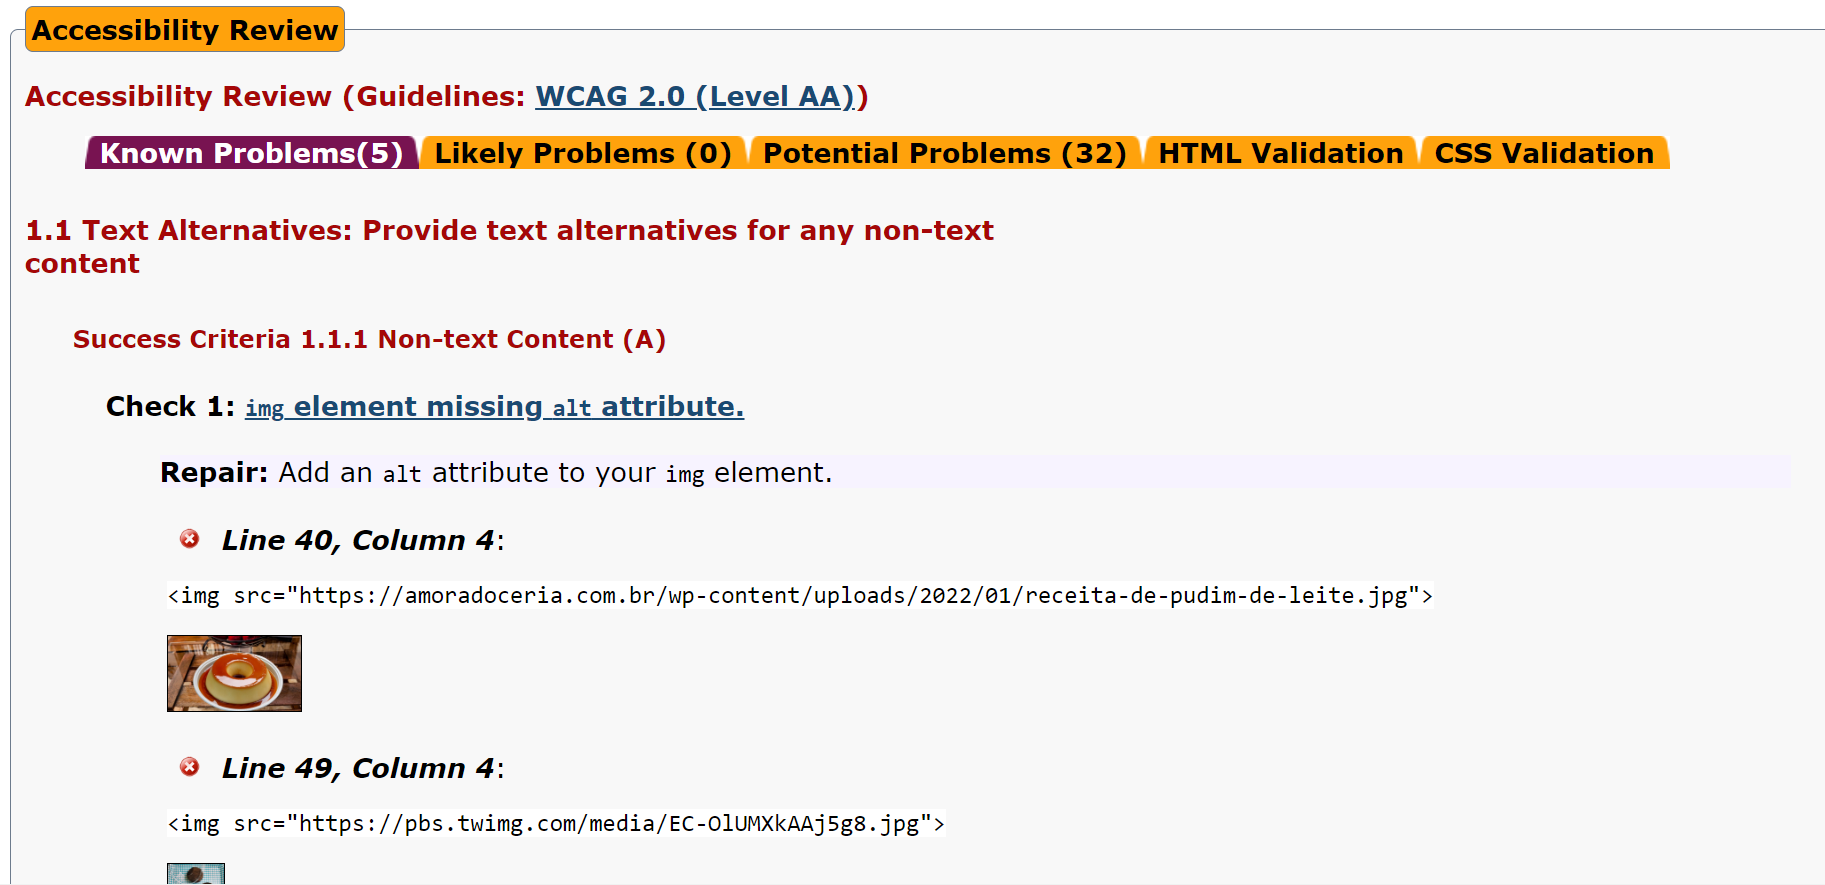 Accessibility Review
Accessibility Review (Guidelines: WCAG 2.0 (Level AA))
Known Problems(5) Likely Problems (0) Potential Problems (32) HTML Validation CSS Validation
1.1 Text Alternatives: Provide text alternatives for any non-text
content
Success Criteria 1.1.1 Non-text Content (A)
Check 1: img element missing alt attribute.
Repair: Add an alt attribute to your img element.
Line 40, Column 4:
<img src="https://amoradoceria.com.br/wp-content/uploads/2022/01/receita-de-pudim-de-leite.jpg">
Line 49, Column 4:
<img src="https://pbs.twimg.com/media/EC-OlUMXkAAj5g8.jpg">